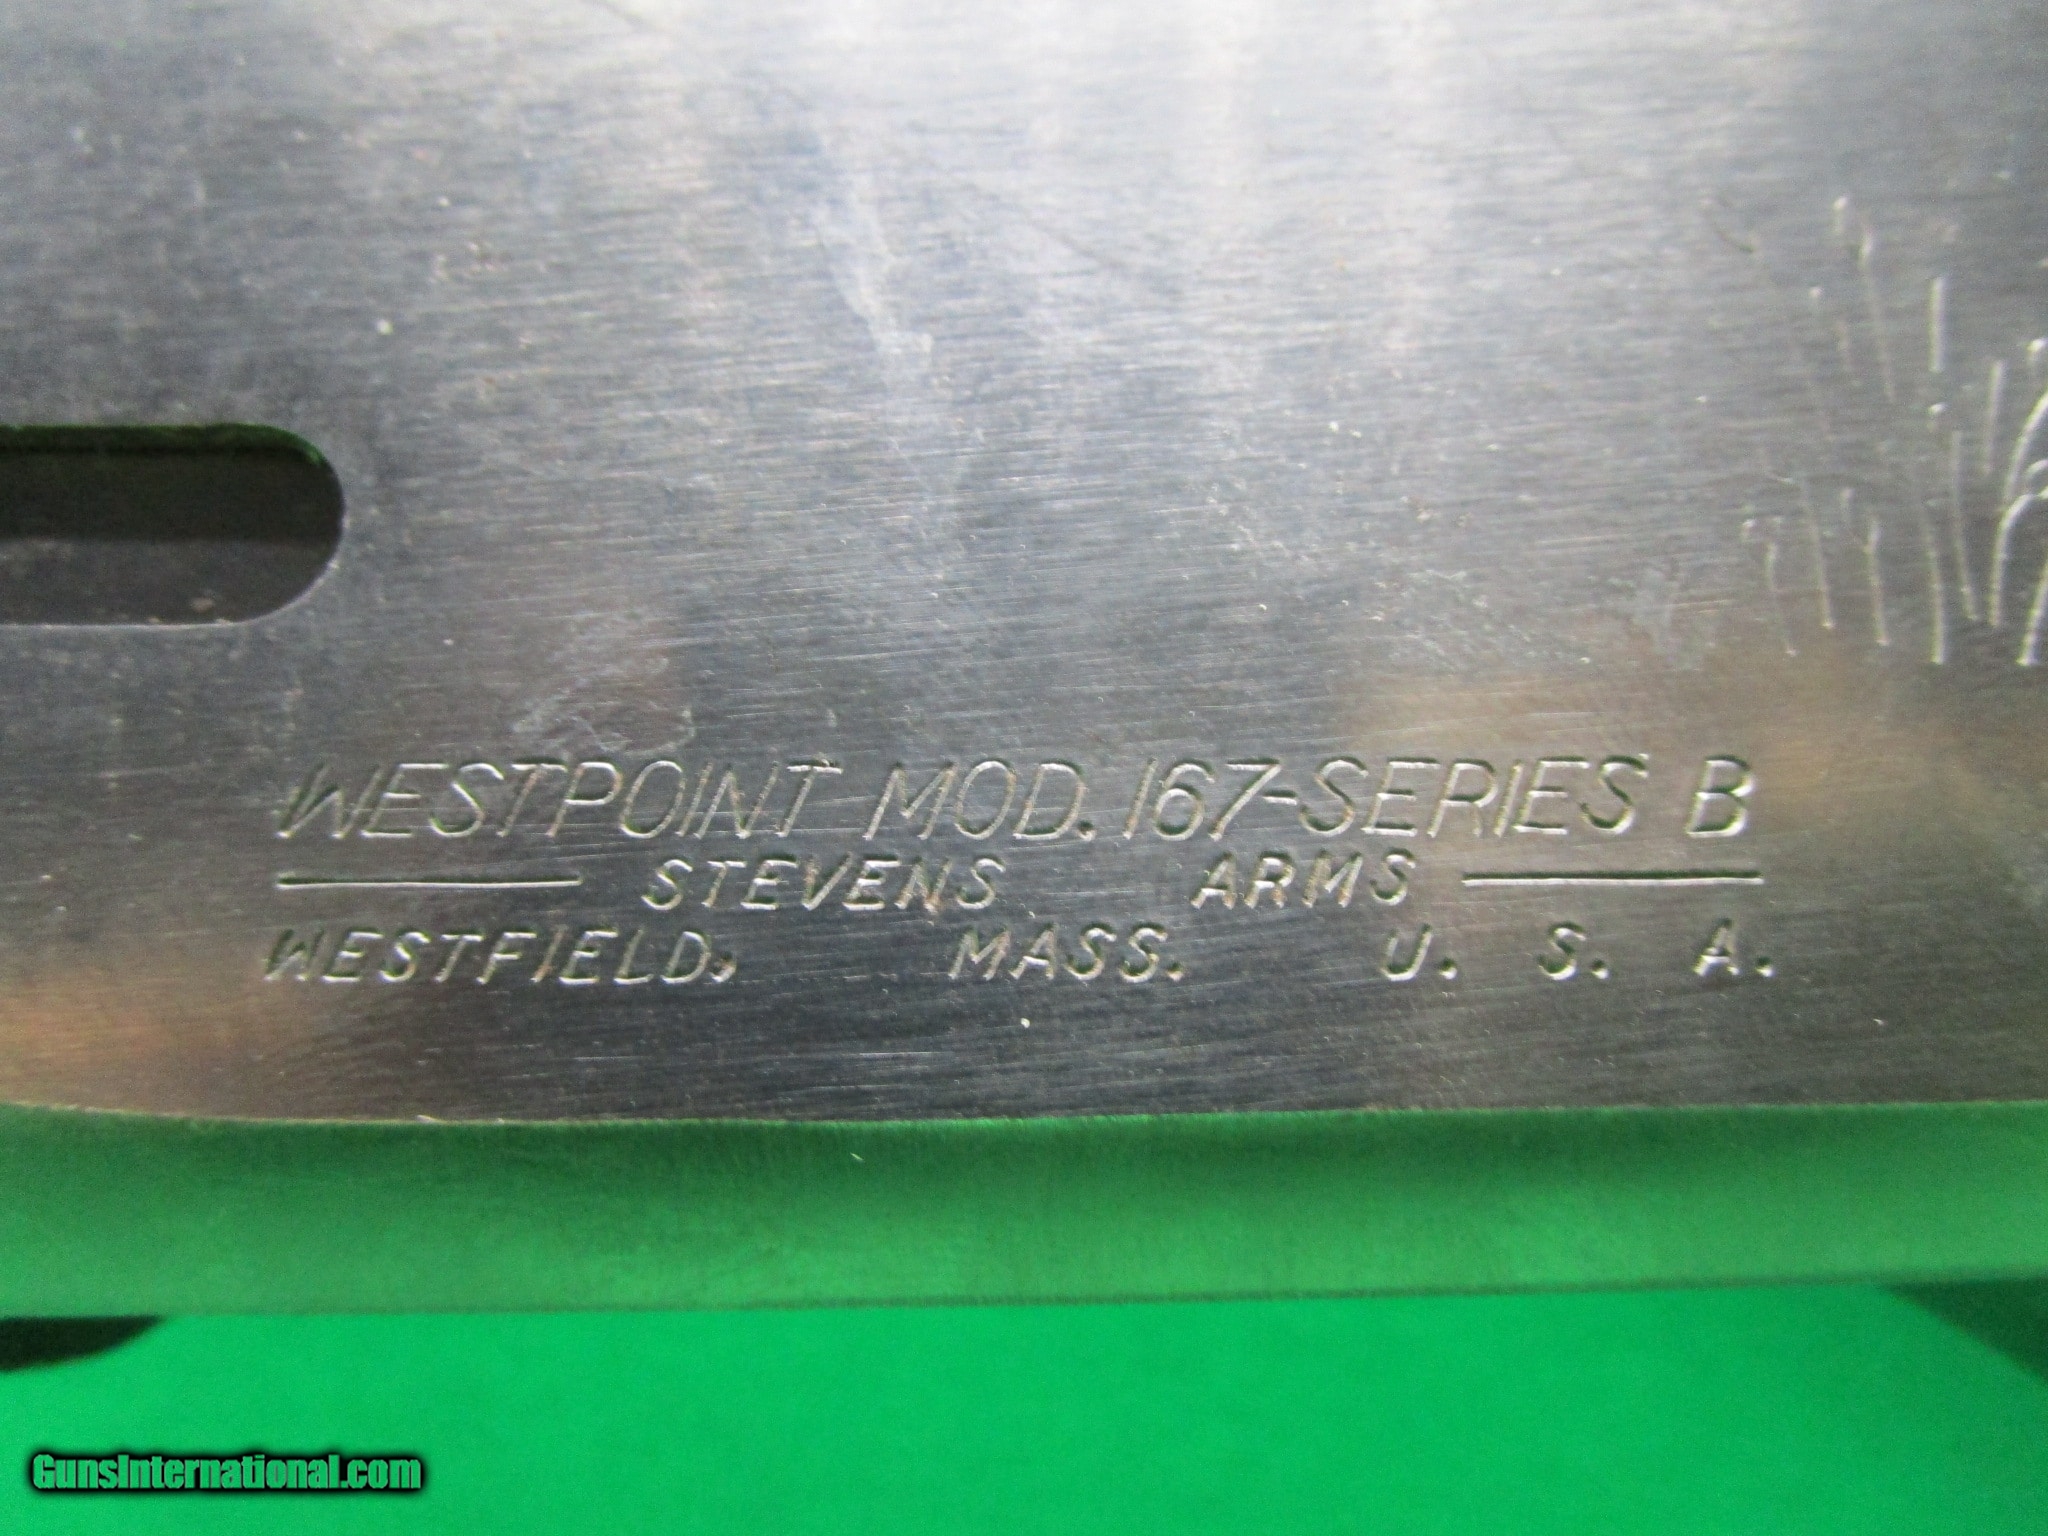 WESTPOINT MOD. 167-SERIES B
STEVENS ARMS
WESTFIELD, MASS. U. S. A.
GunsInternational.com